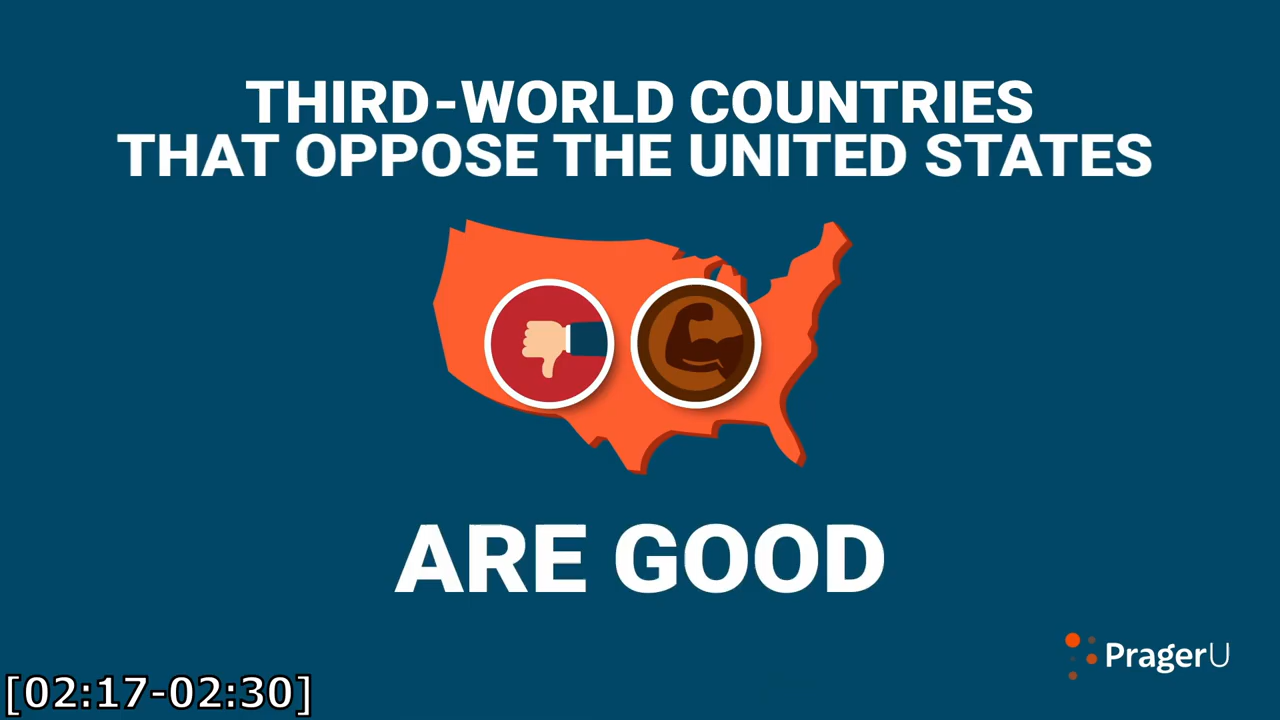 THIRD-WORLD COUNTRIES
THAT OPPOSE THE UNITED STATES
ARE GOOD
PragerU
[02:17-02:30]